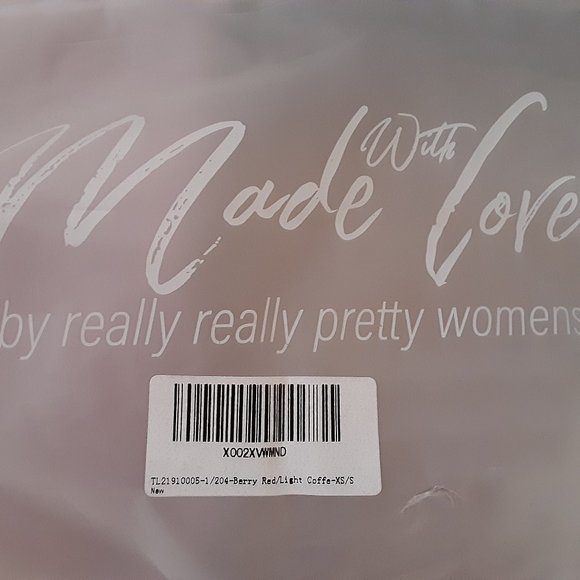 Made With Love
by really really pretty womens
X002XVWMND
TL21910005-1/204-Berry Red/Light Coffe-XS/S
New